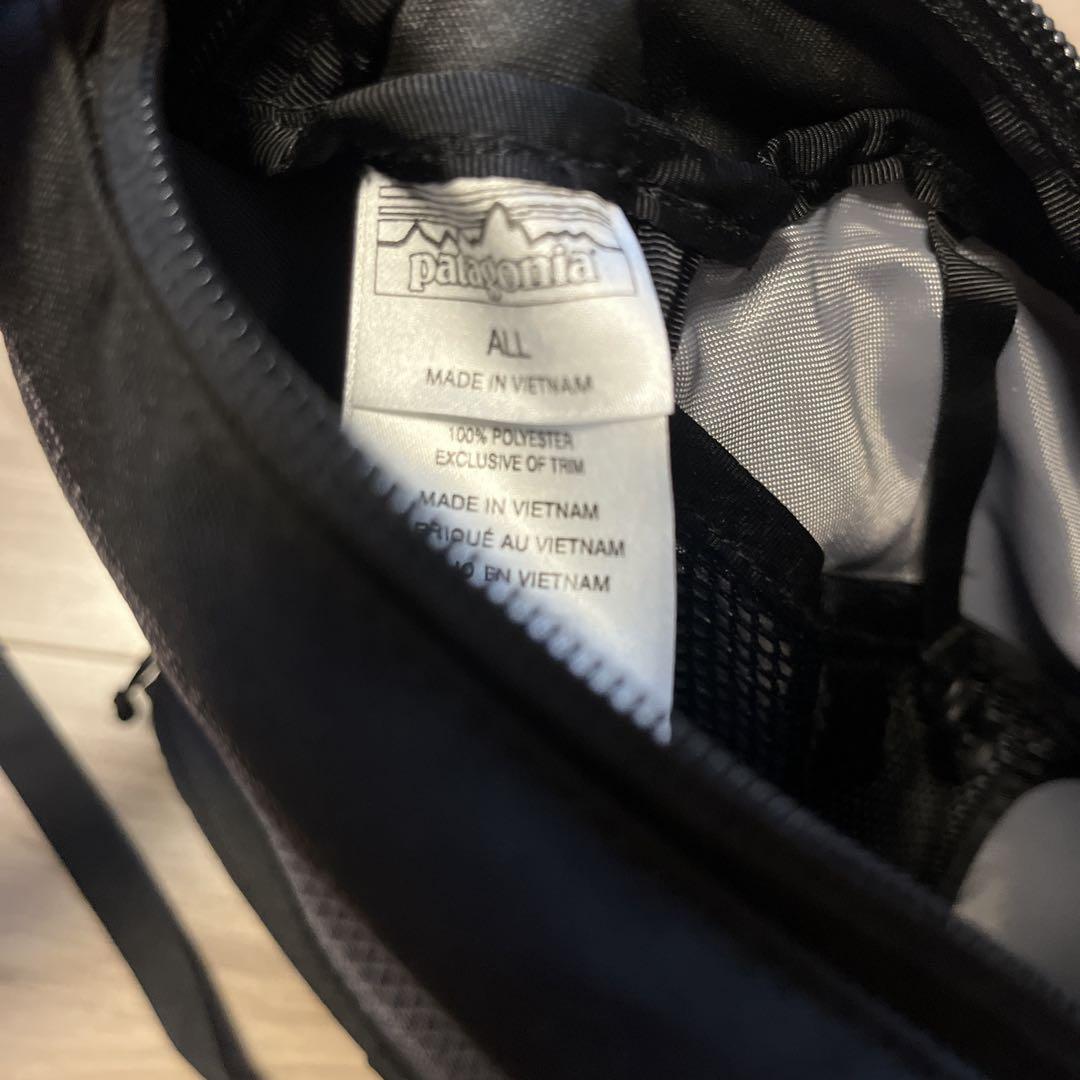 patagonia
ALL
MADE IN VIETNAM
100% POLYESTER
EXCLUSIVE OF TRIM
MADE IN VIETNAM
AU VIETNAM
EN VIETNAM